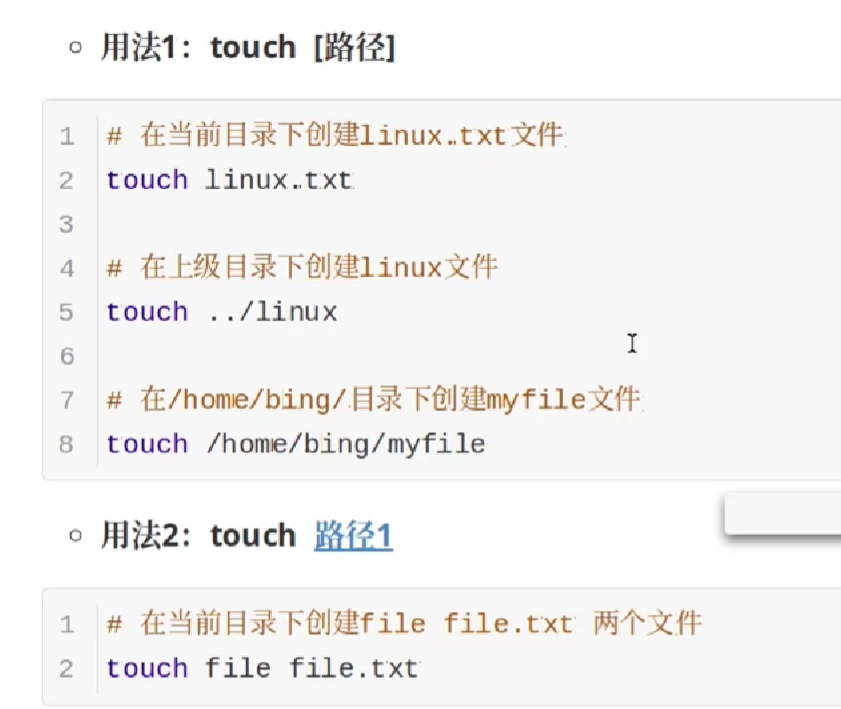 用法1：touch [路径]
1 # 在当前目录下创建linux.txt文件
2 touch linux.txt
3
4 # 在上级目录下创建linux文件
5 touch ../linux
6
7 # 在/home/bing/目录下创建myfile文件
8 touch /home/bing/myfile
用法2：touch 路径1
1 # 在当前目录下创建file file.txt 两个文件
2 touch file file.txt